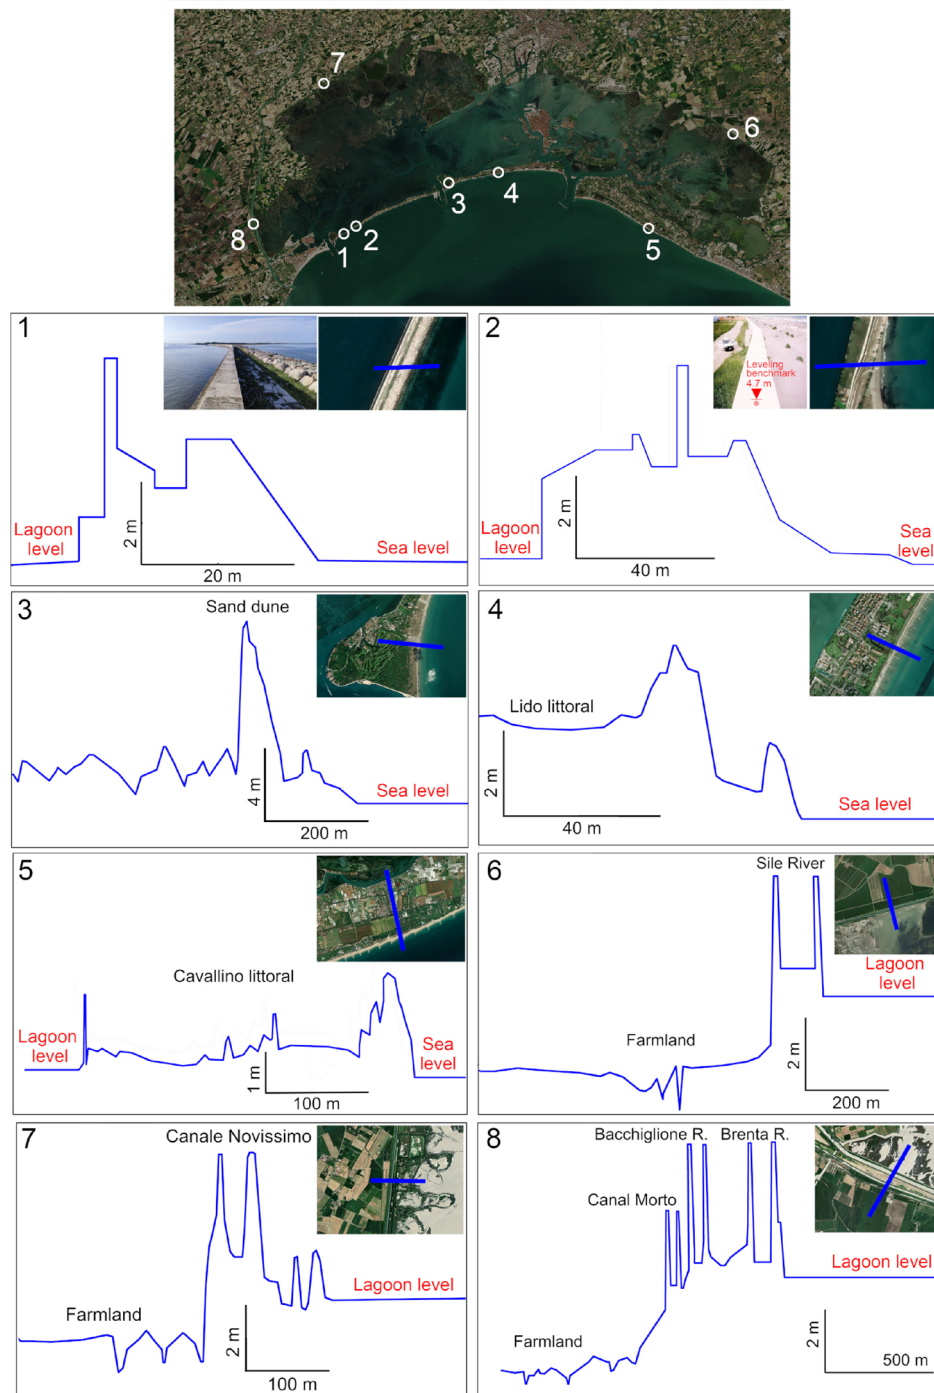 7
6
3
4
8
1
2
5
1
Lagoon
level
2 m
20 m
Sea level
2
Leveling
benchmark
4.7 m
Lagoon
level
2 m
40 m
Sea
level
3
Sand dune
4 m
200 m
Sea level
4
Lido littoral
2 m
40 m
Sea level
5
Cavallino littoral
Lagoon
level
1 m
100 m
Sea
level
6
Sile River
Lagoon
level
Farmland
2 m
200 m
7
Canale Novissimo
Lagoon level
Farmland
2 m
100 m
8
Bacchiglione R. Brenta R.
Canal Morto
Lagoon level
Farmland
2 m
500 m